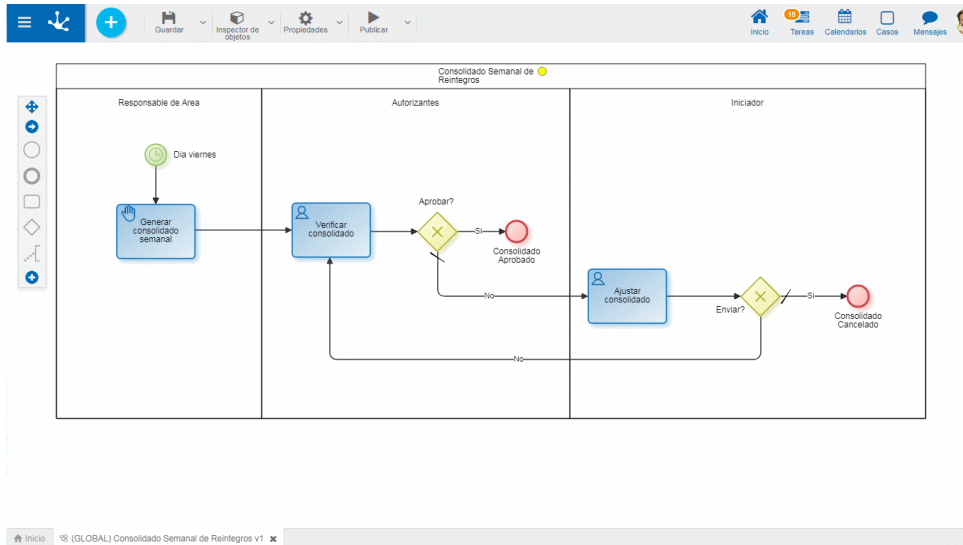 Guardar
Inspector de
objetos
Propiedades
Publicar
Inicio
18
Tareas
Calendarios
Casos
Mensajes
Consolidado Semanal de
Reintegros
Responsable de Area
Autorizantes
Iniciador
Dia viernes
Generar
consolidado
semanal
Verificar
consolidado
Aprobar?
Si
Consolidado
Aprobado
No
Ajustar
consolidado
Enviar?
Si
Consolidado
Cancelado
No
Inicio
(GLOBAL) Consolidado Semanal de Reintegros v1